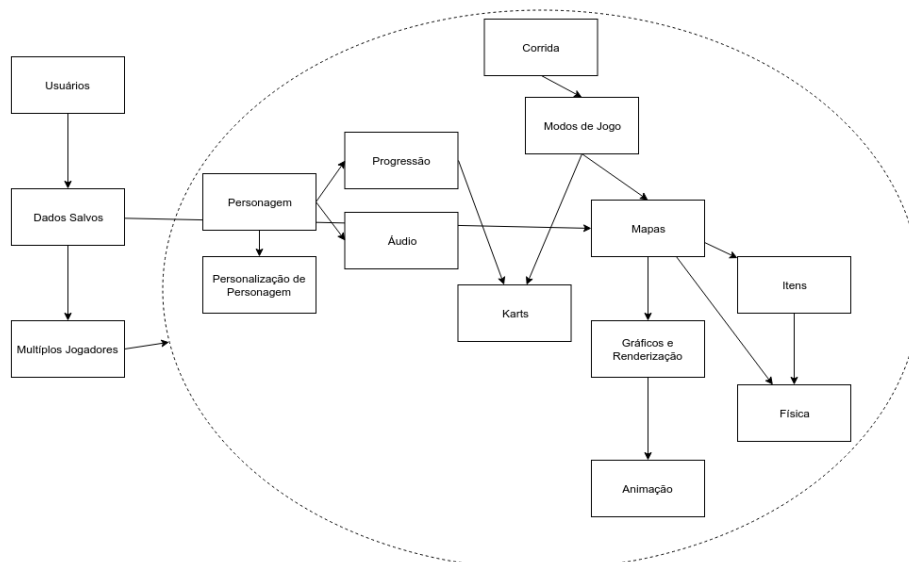 Corrida
Usuários
Modos de Jogo
Progressão
Personagem
Dados Salvos
Áudio
Mapas
Personalização de
Personagem
Itens
Karts
Multíplos Jogadores
Gráficos e
Renderização
Física
Animação